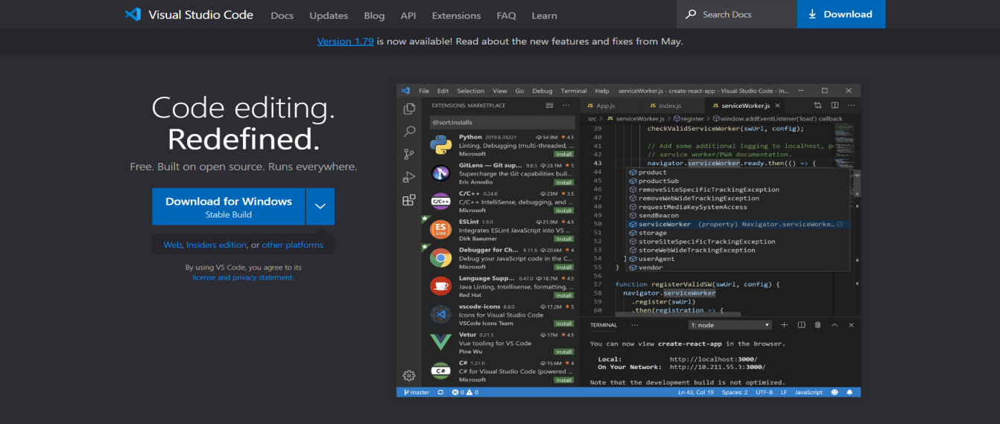 Visual Studio Code Docs Updates Blog API Extensions FAQ Learn Search Docs Download
Version 1.79 is now available! Read about the new features and fixes from May.
Code editing.
Redefined.
Free. Built on open source. Runs everywhere.
Download for Windows
Stable Build
Web, Insiders edition, or other platforms
By using VS Code, you agree to its
license and privacy statement.
File Edit Selection View Go Debug Terminal Help serviceWorker.js - create-react-app - Visual Studio Code - In...
EXTENSIONS: MARKETPLACE
@sort:installs
Python 2019.6.24221 54.9M 4.5
Linting, Debugging (multi-threaded, ...
Microsoft Install
GitLens — Git sup... 9.8.5 23.1M 5
Supercharge the Git capabilities buil...
Eric Amodio Install
C/C++ 0.24.0 23M 3.5
C/C++ IntelliSense, debugging, and ...
Microsoft Install
ESLint 1.9.0 21.9M 4.5
Integrates ESLint JavaScript into VS ...
Dirk Baeumer Install
Debugger for Ch... 4.11.6 20.6M 4
Debug your JavaScript code in the C...
Microsoft Install
Language Supp... 0.47.0 18.7M 4.5
Java Linting, Intellisense, formatting, ...
Red Hat Install
vscode-icons 8.8.0 17.2M 5
Icons for Visual Studio Code
VSCode Icons Team Install
Vetur 0.21.1 17M 4.5
Vue tooling for VS Code
Pine Wu Install
C# 1.21.0 15.6M 4
C# for Visual Studio Code (powered ...
Microsoft Install
C/C++
ES
Lint
C#
JS App.js JS index.js JS serviceWorker.js
src > JS serviceWorker.js > register > window.addEventListener('load') callback
39 checkValidServiceWorker(swUrl, config);
40
41 // Add some additional logging to localhost, p
42 // service worker/PWA documentation.
43 navigator.serviceWorker.ready.then(() => {
44 product
45 productSub
46 removeSiteSpecificTrackingException
47 removeWebWideTrackingException
48 requestMediaKeySystemAccess
49 sendBeacon
50 serviceWorker (property) Navigator.serviceWorke...
51 storage
52 storeSiteSpecificTrackingException
53 storeWebWideTrackingException
54 } userAgent
55 } vendor
56
57 function registerValidSW(swUrl, config) {
58 navigator.serviceWorker
59 .register(swUrl)
60 .then(registration => {
TERMINAL ... 1: node
You can now view create-react-app in the browser.
Local: http://localhost:3000/
On Your Network: http://10.211.55.3:3000/
Note that the development build is not optimized.
master 0 0 Ln 43, Col 19 Spaces: 2 UTF-8 LF JavaScript